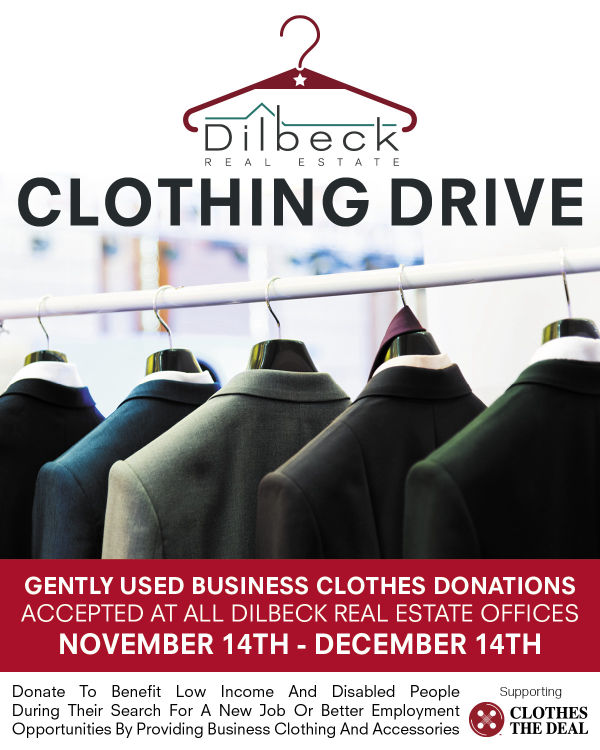 Dilbeck
REAL ESTATE
CLOTHING DRIVE
GENTLY USED BUSINESS CLOTHES DONATIONS
ACCEPTED AT ALL DILBECK REAL ESTATE OFFICES
NOVEMBER 14TH - DECEMBER 14TH
Donate To Benefit Low Income And Disabled People
During Their Search For A New Job Or Better Employment
Opportunities By Providing Business Clothing And Accessories
Supporting
CLOTHES
THE DEAL